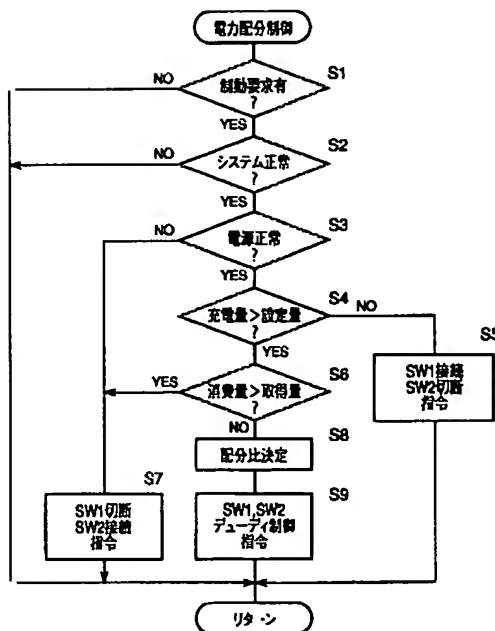 電力配分制御
S1
NO
制動要求有
?
YES
S2
NO
システム正常
?
YES
S3
NO
電源正常
?
YES
S4
充電量>設定量
?
NO
YES
S5
SW1接続
SW2切断
指令
S6
YES
消費量>取得量
?
NO
S8
配分比決定
S7
SW1切断
SW2接続
指令
S9
SW1,SW2
デューディ制御
指令
リターン